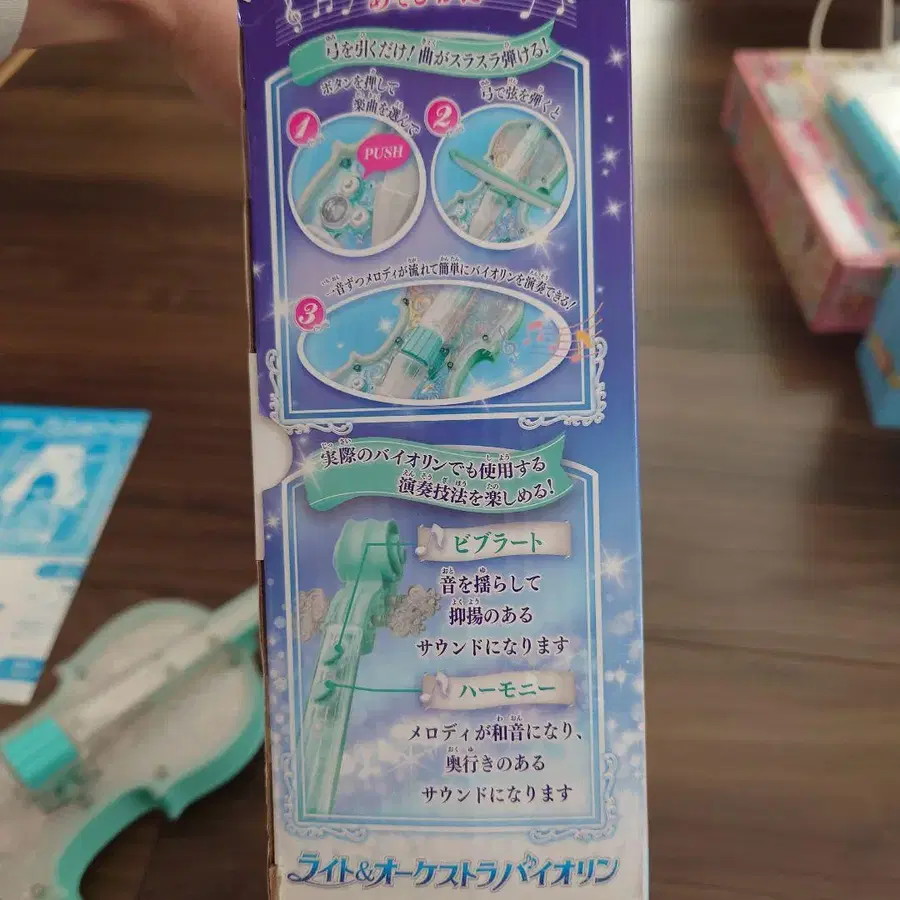 あそびかた
弓を引くだけ!曲がスラスラ弾ける!
1
ボタンを押して
楽曲を選んで
PUSH
2
弓で弦を弾くと
3
一音ずつメロディが流れて簡単にバイオリンを演奏できる!
実際のバイオリンでも使用する
演奏技法を楽しめる!
ビブラート
音を揺らして
抑揚のある
サウンドになります
ハーモニー
メロディが和音になり、
奥行きのある
サウンドになります
ライト&オーケストラバイオリン